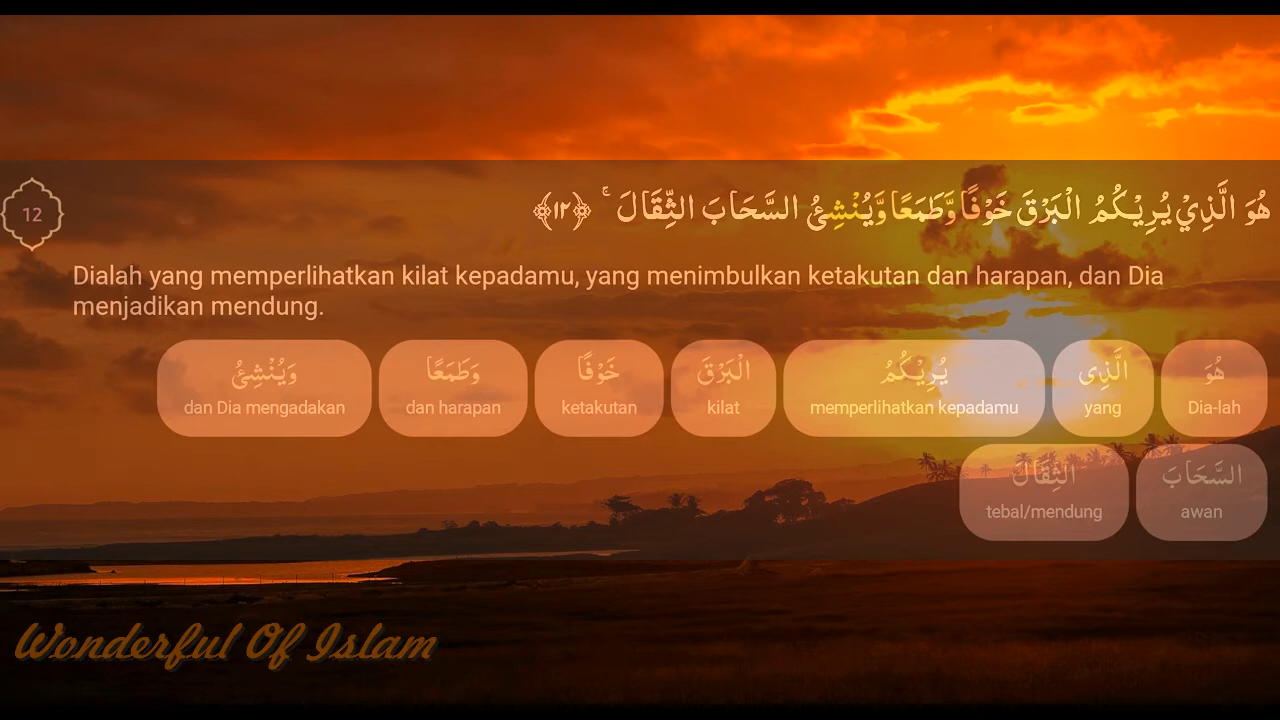 12
هُوَ الَّذِيْ يُرِيْكُمُ الْبَرْقَ خَوْفًا وَّطَمَعًا وَّيُنْشِئُ السَّحَابَ الثِّقَالَ ۚ ﴿١٢﴾
Dialah yang memperlihatkan kilat kepadamu, yang menimbulkan ketakutan dan harapan, dan Dia
menjadikan mendung.
هُوَ الَّذِى يُرِيْكُمُ الْبَرْقَ خَوْفًا وَطَمَعًا وَيُنْشِئُ
Dia-lah yang memperlihatkan kepadamu kilat ketakutan dan harapan dan Dia mengadakan
السَّحَابَ الثِّقَالَ
awan tebal/mendung
Wonderful Of Islam